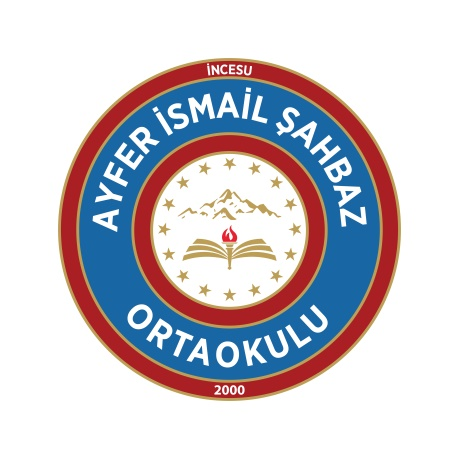 İNCESU
AYFER İSMAİL ŞAHBAZ
ORTAOKULU
2000